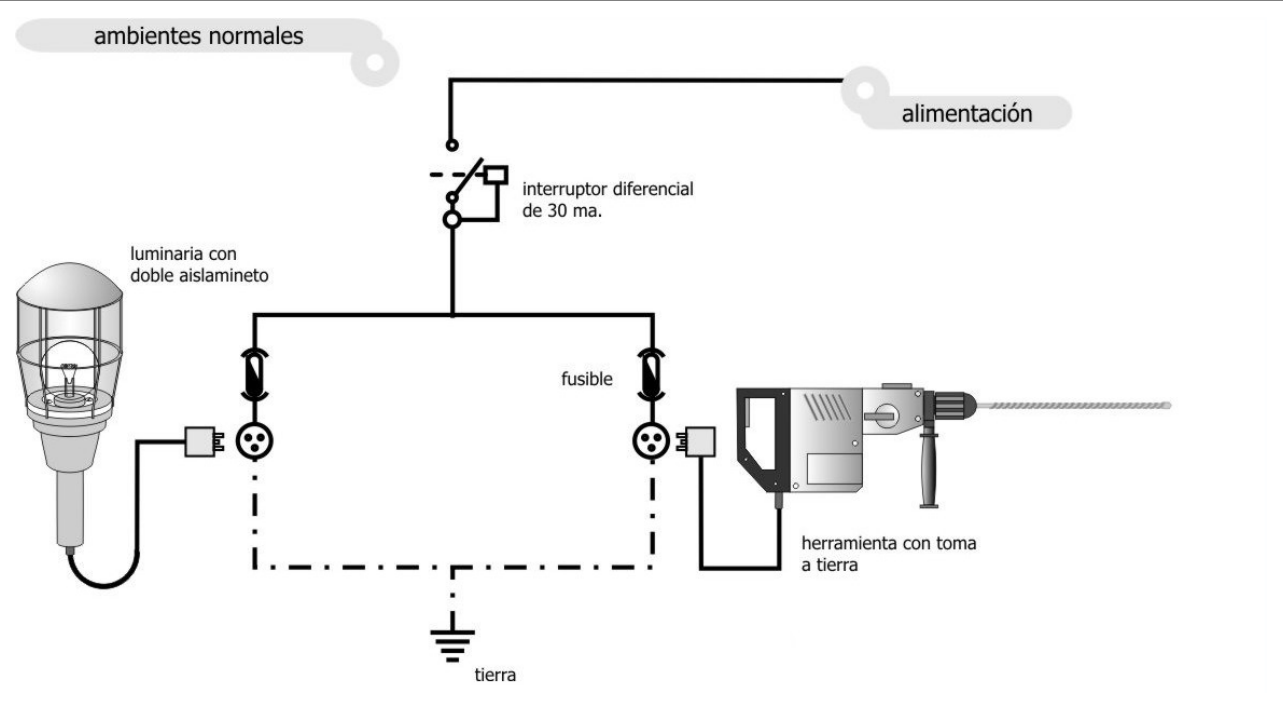 ambientes normales
alimentación
interruptor diferencial
de 30 ma.
luminaria con
doble aislamineto
fusible
herramienta con toma
a tierra
tierra